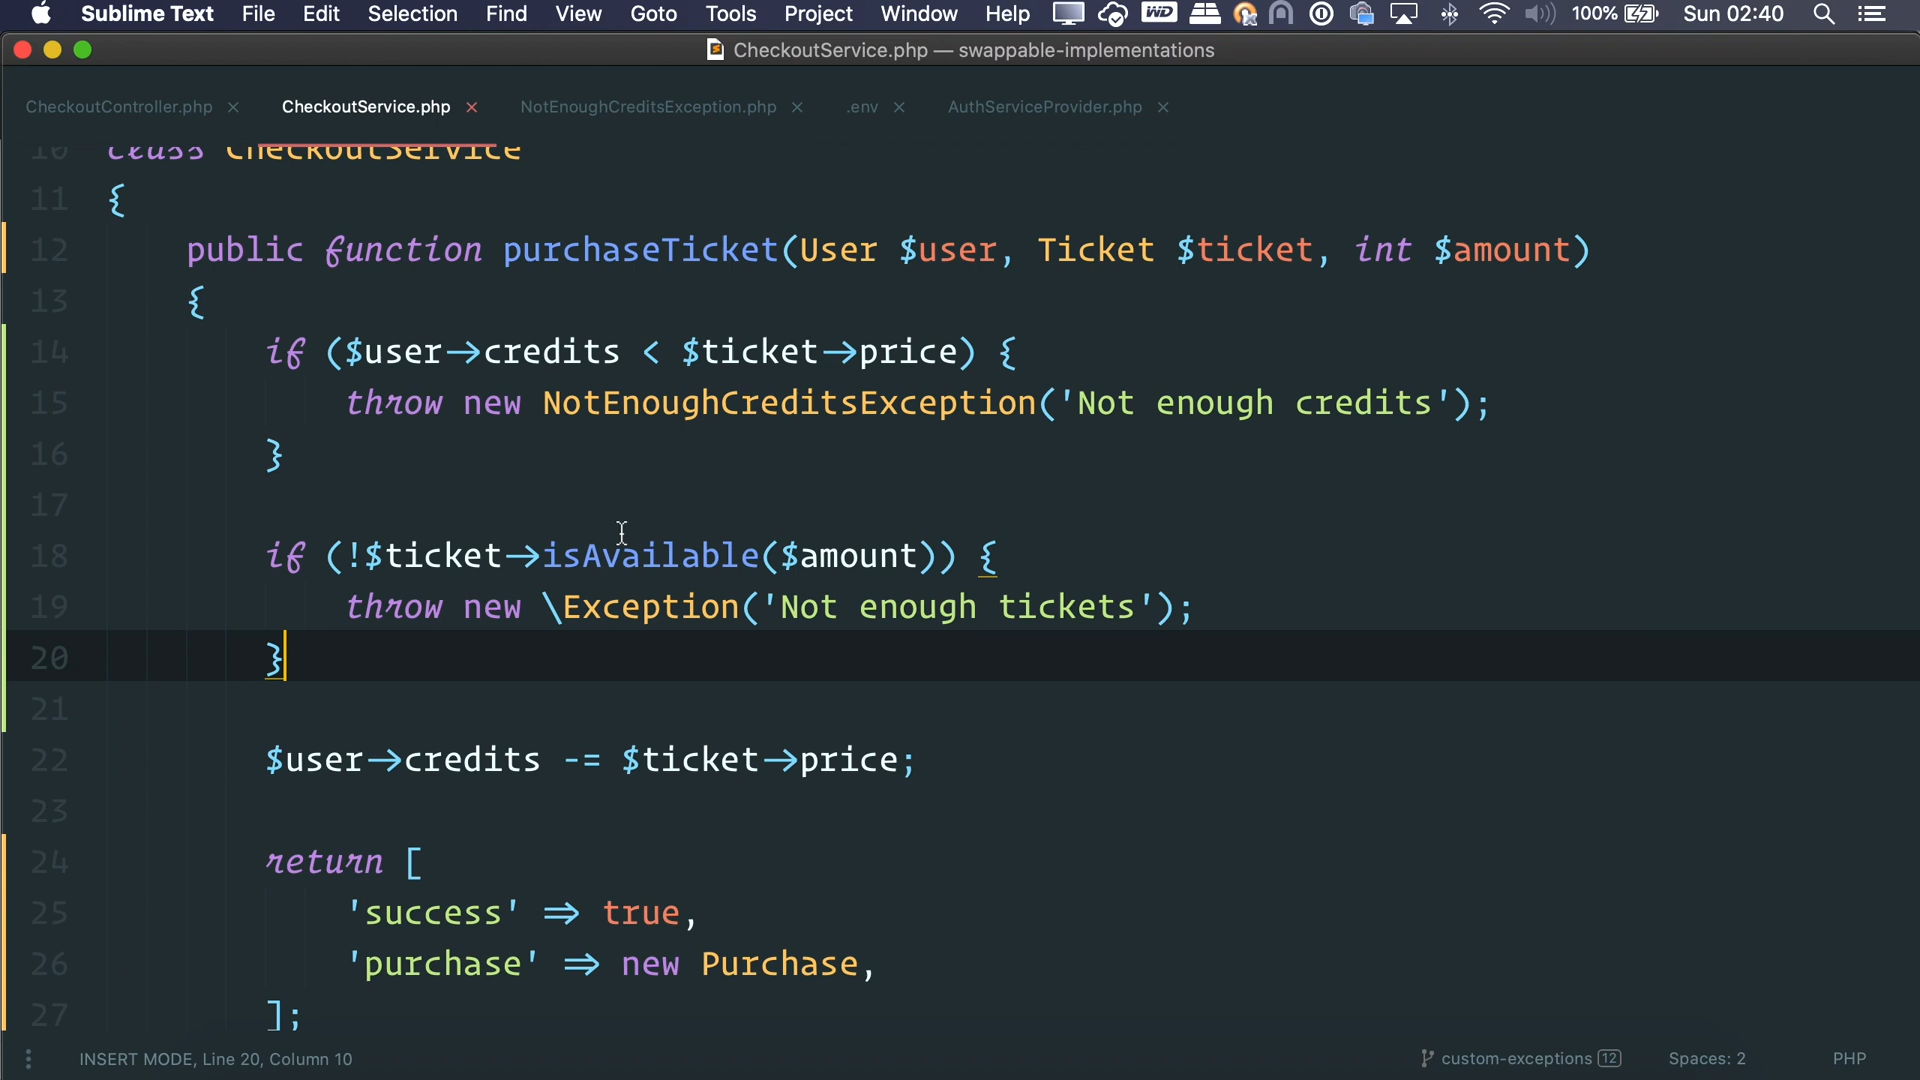 Sublime Text File Edit Selection Find View Goto Tools Project Window Help WD 100% Sun 02:40
CheckoutService.php — swappable-implementations
CheckoutController.php × CheckoutService.php × NotEnoughCreditsException.php × .env × AuthServiceProvider.php ×
10 class CheckoutService
11 {
12 public function purchaseTicket(User $user, Ticket $ticket, int $amount)
13 {
14 if ($user->credits < $ticket->price) {
15 throw new NotEnoughCreditsException('Not enough credits');
16 }
17
18 if (!$ticket->isAvailable($amount)) {
19 throw new \Exception('Not enough tickets');
20 }
21
22 $user->credits -= $ticket->price;
23
24 return [
25 'success' => true,
26 'purchase' => new Purchase,
27 ];
INSERT MODE, Line 20, Column 10 custom-exceptions 12 Spaces: 2 PHP